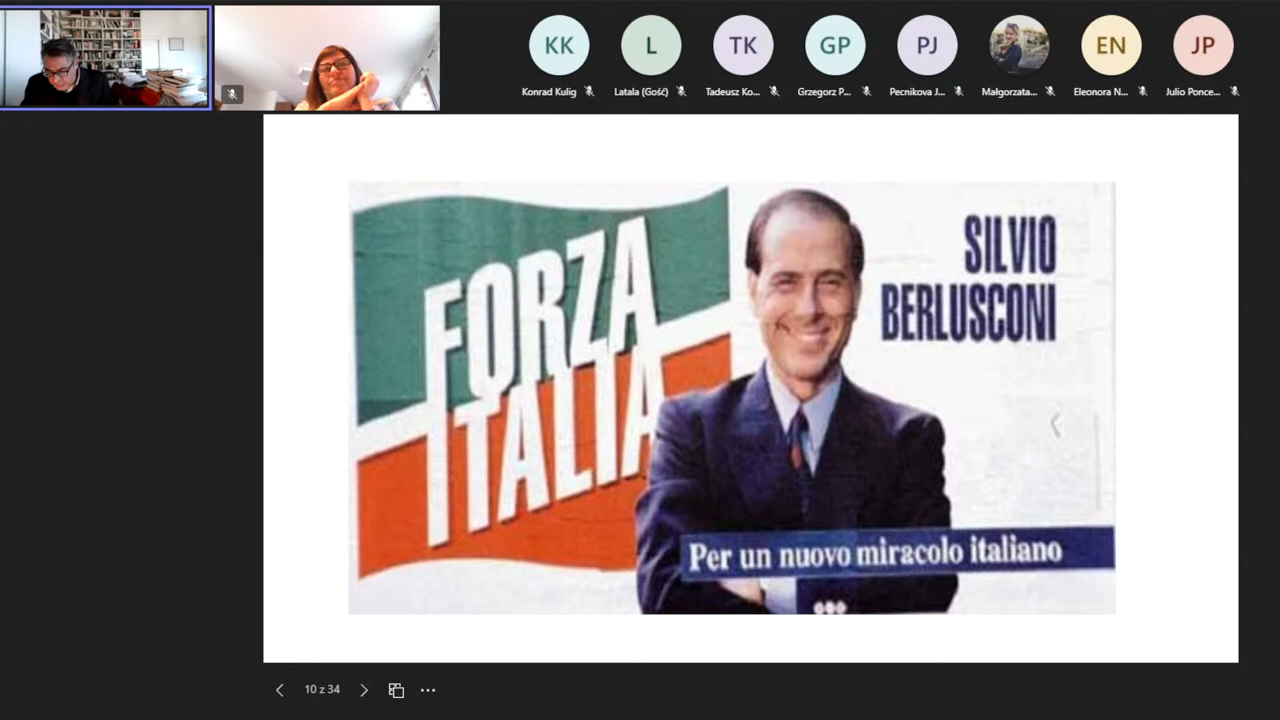 KK
L
TK
GP
PJ
EN
JP
Konrad Kulig
Latala (Gość)
Tadeusz Ko...
Grzegorz P...
Pecnikova J...
Małgorzata...
Eleonora N...
Julio Ponce...
FORZA
ITALIA
SILVIO
BERLUSCONI
Per un nuovo miracolo italiano
10 z 34